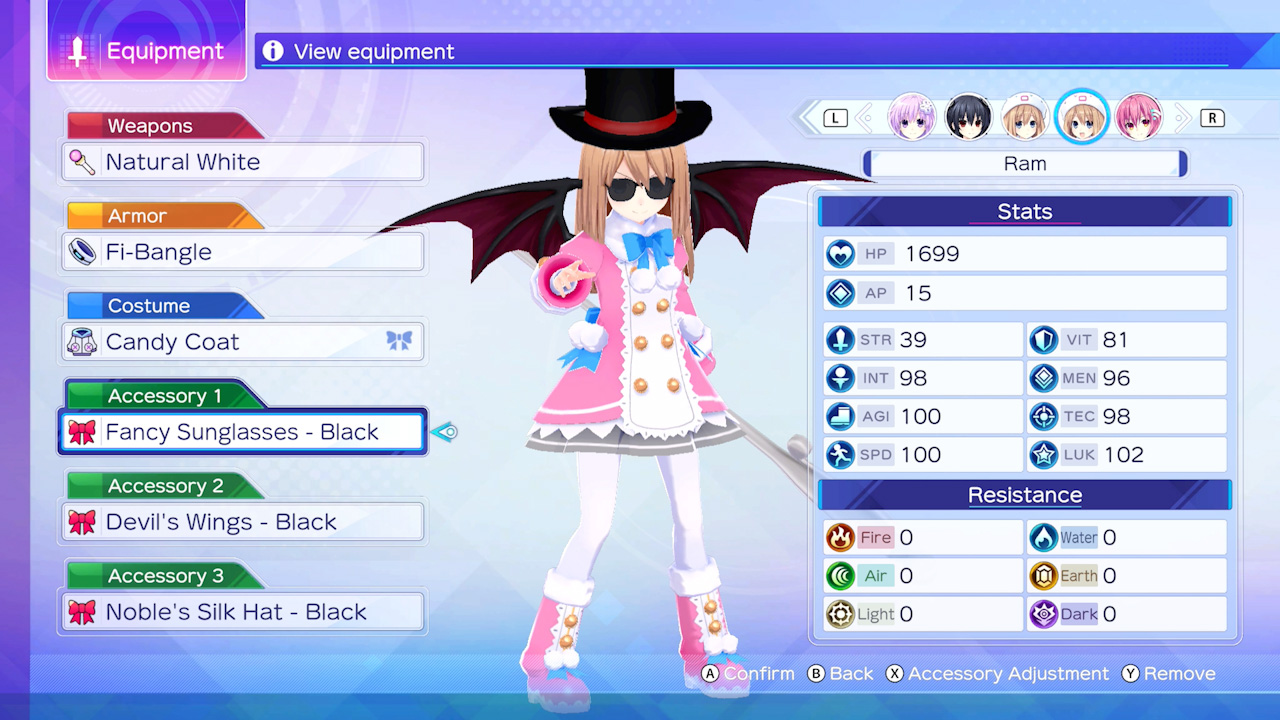 Equipment
View equipment
Weapons
Natural White
Armor
Fi-Bangle
Costume
Candy Coat
Accessory 1
Fancy Sunglasses - Black
Accessory 2
Devil's Wings - Black
Accessory 3
Noble's Silk Hat - Black
L R
Ram
Stats
HP 1699
AP 15
STR 39 VIT 81
INT 98 MEN 96
AGI 100 TEC 98
SPD 100 LUK 102
Resistance
Fire 0 Water 0
Air 0 Earth 0
Light 0 Dark 0
A Confirm B Back X Accessory Adjustment Y Remove